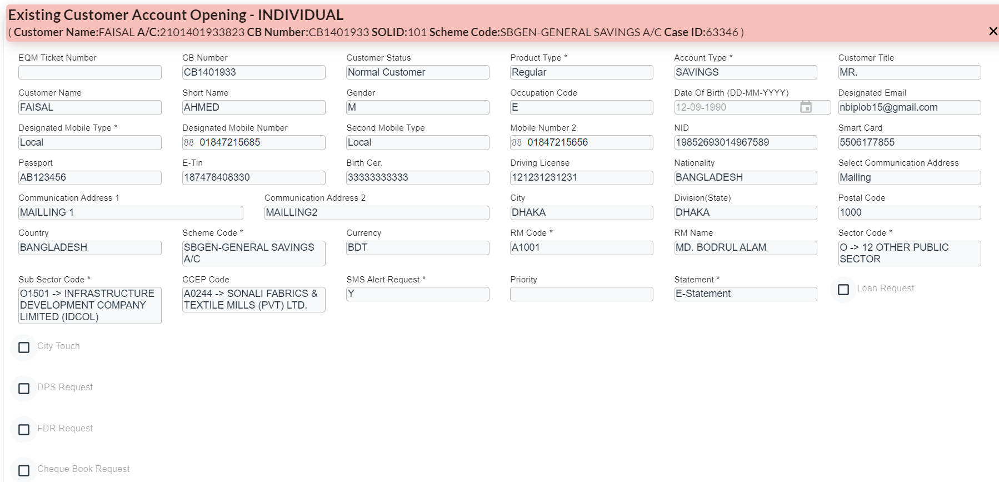 Existing Customer Account Opening - INDIVIDUAL
( Customer Name:FAISAL A/C:2101401933823 CB Number:CB1401933 SOLID:101 Scheme Code:SBGEN-GENERAL SAVINGS A/C Case ID:63346 )
EQM Ticket Number CB Number Customer Status Product Type * Account Type * Customer Title
CB1401933 Normal Customer Regular SAVINGS MR.
Customer Name Short Name Gender Occupation Code Date Of Birth (DD-MM-YYYY) Designated Email
FAISAL AHMED M E 12-09-1990 nbiplob15@gmail.com
Designated Mobile Type * Designated Mobile Number Second Mobile Type Mobile Number 2 NID Smart Card
Local 88 01847215685 Local 88 01847215656 19852693014967589 5506177855
Passport E-Tin Birth Cer. Driving License Nationality Select Communication Address
AB123456 187478408330 33333333333 121231231231 BANGLADESH Mailing
Communication Address 1 Communication Address 2 City Division(State) Postal Code
MAILLING 1 MAILLING2 DHAKA DHAKA 1000
Country Scheme Code * Currency RM Code * RM Name Sector Code *
BANGLADESH SBGEN-GENERAL SAVINGS BDT A1001 MD. BODRUL ALAM O -> 12 OTHER PUBLIC
A/C SECTOR
Sub Sector Code * CCEP Code SMS Alert Request * Priority Statement *
Loan Request
O1501 -> INFRASTRUCTURE A0244 -> SONALI FABRICS & Y E-Statement
DEVELOPMENT COMPANY TEXTILE MILLS (PVT) LTD.
LIMITED (IDCOL)
City Touch
DPS Request
FDR Request
Cheque Book Request